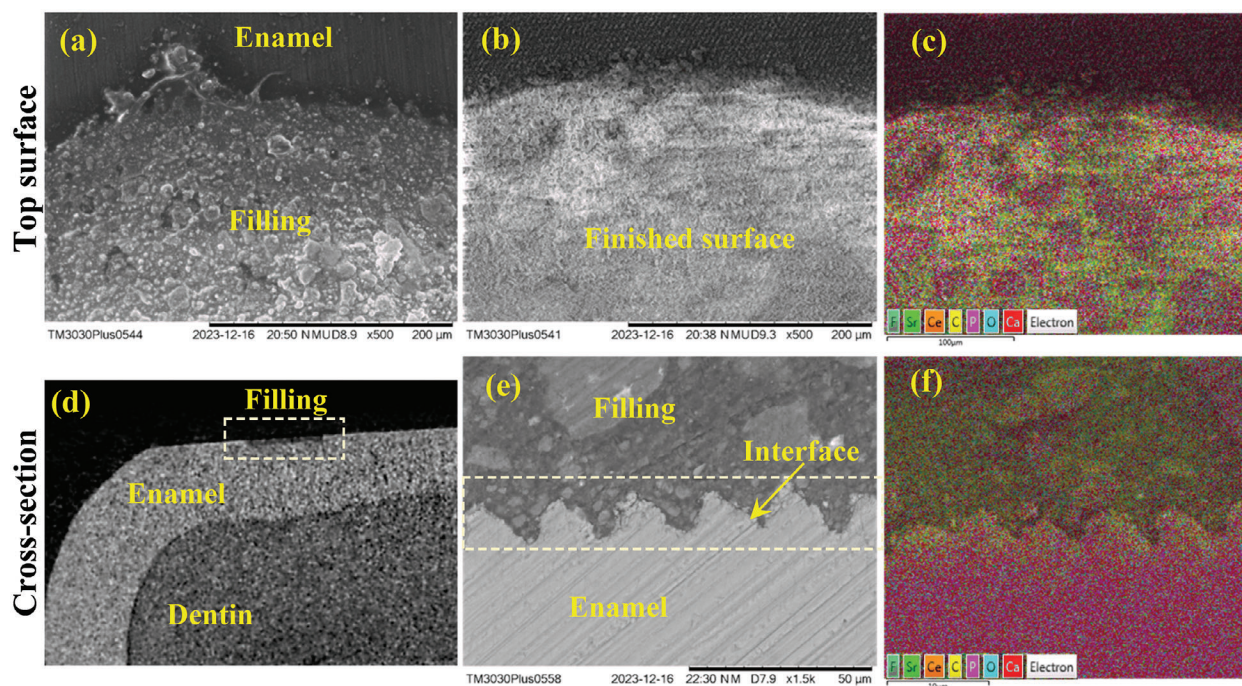 Top surface
(a)
Enamel
Filling
TM3030Plus0544 2023-12-16 20:50 NMUD8.9 x500 200 µm
(b)
Finished surface
TM3030Plus0541 2023-12-16 20:38 NMUD9.3 x500 200 µm
(c)
F Sr Ce C P O Ca Electron
100µm
Cross-section
(d)
Filling
Enamel
Dentin
(e)
Filling
Interface
Enamel
TM3030Plus0558 2023-12-16 22:30 NM D7.9 x1.5k 50 µm
(f)
F Sr Ce C P O Ca Electron